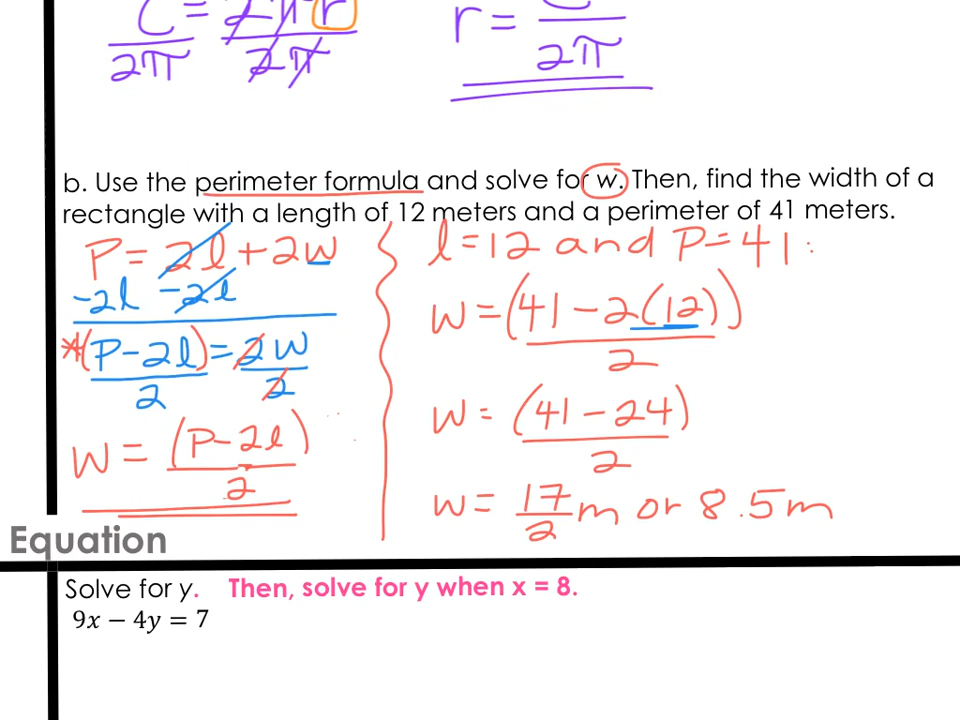 C = 2πr
2π 2π
r = C
2π
b. Use the perimeter formula and solve for w. Then, find the width of a
rectangle with a length of 12 meters and a perimeter of 41 meters.
P = 2l + 2w
-2l -2l
*(P-2l) = 2w
2 2
w = (P-2l)
2
l = 12 and P = 41:
w = (41 - 2(12))
2
w = (41 - 24)
2
w = 17/2 m or 8.5m
Equation
Solve for y. Then, solve for y when x = 8.
9x − 4y = 7